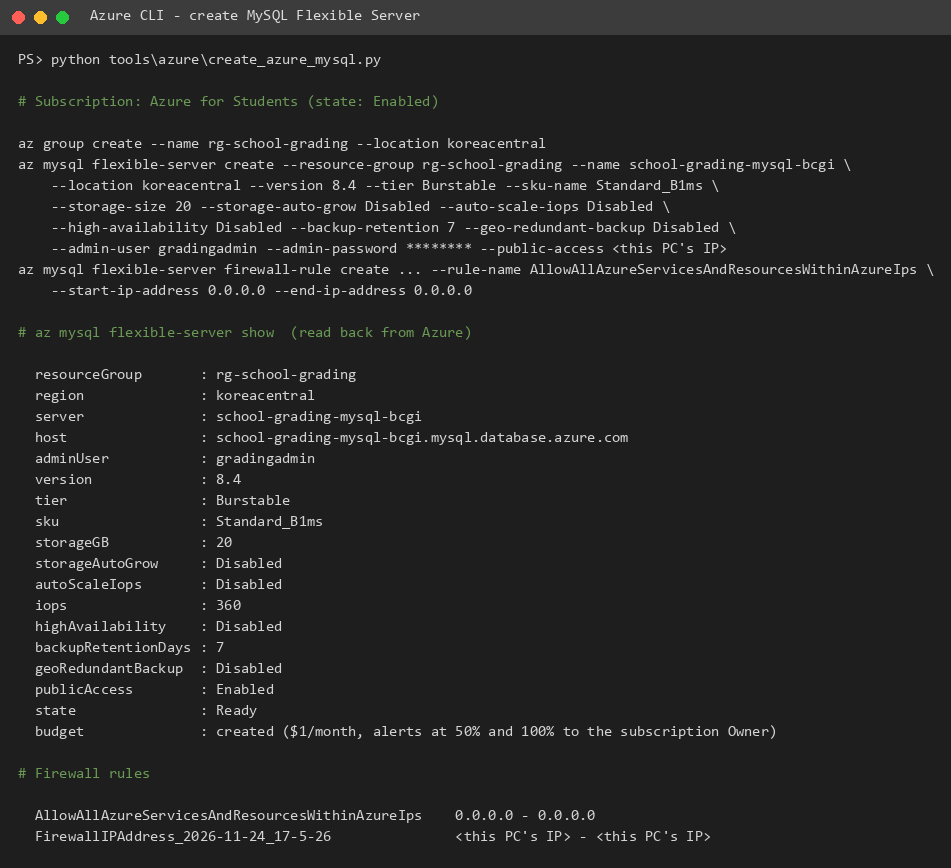 Azure CLI - create MySQL Flexible Server
PS> python tools\azure\create_azure_mysql.py
# Subscription: Azure for Students (state: Enabled)
az group create --name rg-school-grading --location koreacentral
az mysql flexible-server create --resource-group rg-school-grading --name school-grading-mysql-bcgi \
--location koreacentral --version 8.4 --tier Burstable --sku-name Standard_B1ms \
--storage-size 20 --storage-auto-grow Disabled --auto-scale-iops Disabled \
--high-availability Disabled --backup-retention 7 --geo-redundant-backup Disabled \
--admin-user gradingadmin --admin-password ******** --public-access <this PC's IP>
az mysql flexible-server firewall-rule create ... --rule-name AllowAllAzureServicesAndResourcesWithinAzureIps \
--start-ip-address 0.0.0.0 --end-ip-address 0.0.0.0
# az mysql flexible-server show  (read back from Azure)
resourceGroup       : rg-school-grading
region              : koreacentral
server              : school-grading-mysql-bcgi
host                : school-grading-mysql-bcgi.mysql.database.azure.com
adminUser           : gradingadmin
version             : 8.4
tier                : Burstable
sku                 : Standard_B1ms
storageGB           : 20
storageAutoGrow     : Disabled
autoScaleIops       : Disabled
iops                : 360
highAvailability    : Disabled
backupRetentionDays : 7
geoRedundantBackup  : Disabled
publicAccess        : Enabled
state               : Ready
budget              : created ($1/month, alerts at 50% and 100% to the subscription Owner)
# Firewall rules
AllowAllAzureServicesAndResourcesWithinAzureIps    0.0.0.0 - 0.0.0.0
FirewallIPAddress_2026-11-24_17-5-26               <this PC's IP> - <this PC's IP>